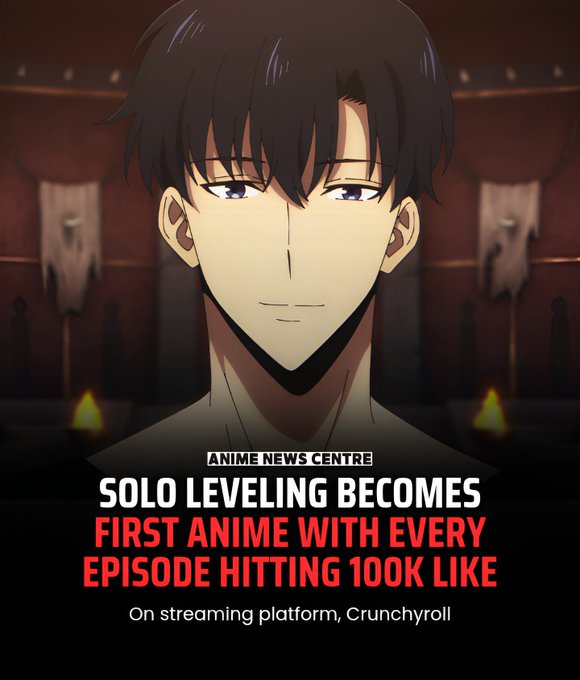 ANIME NEWS CENTRE
SOLO LEVELING BECOMES
FIRST ANIME WITH EVERY
EPISODE HITTING 100K LIKE
On streaming platform, Crunchyroll